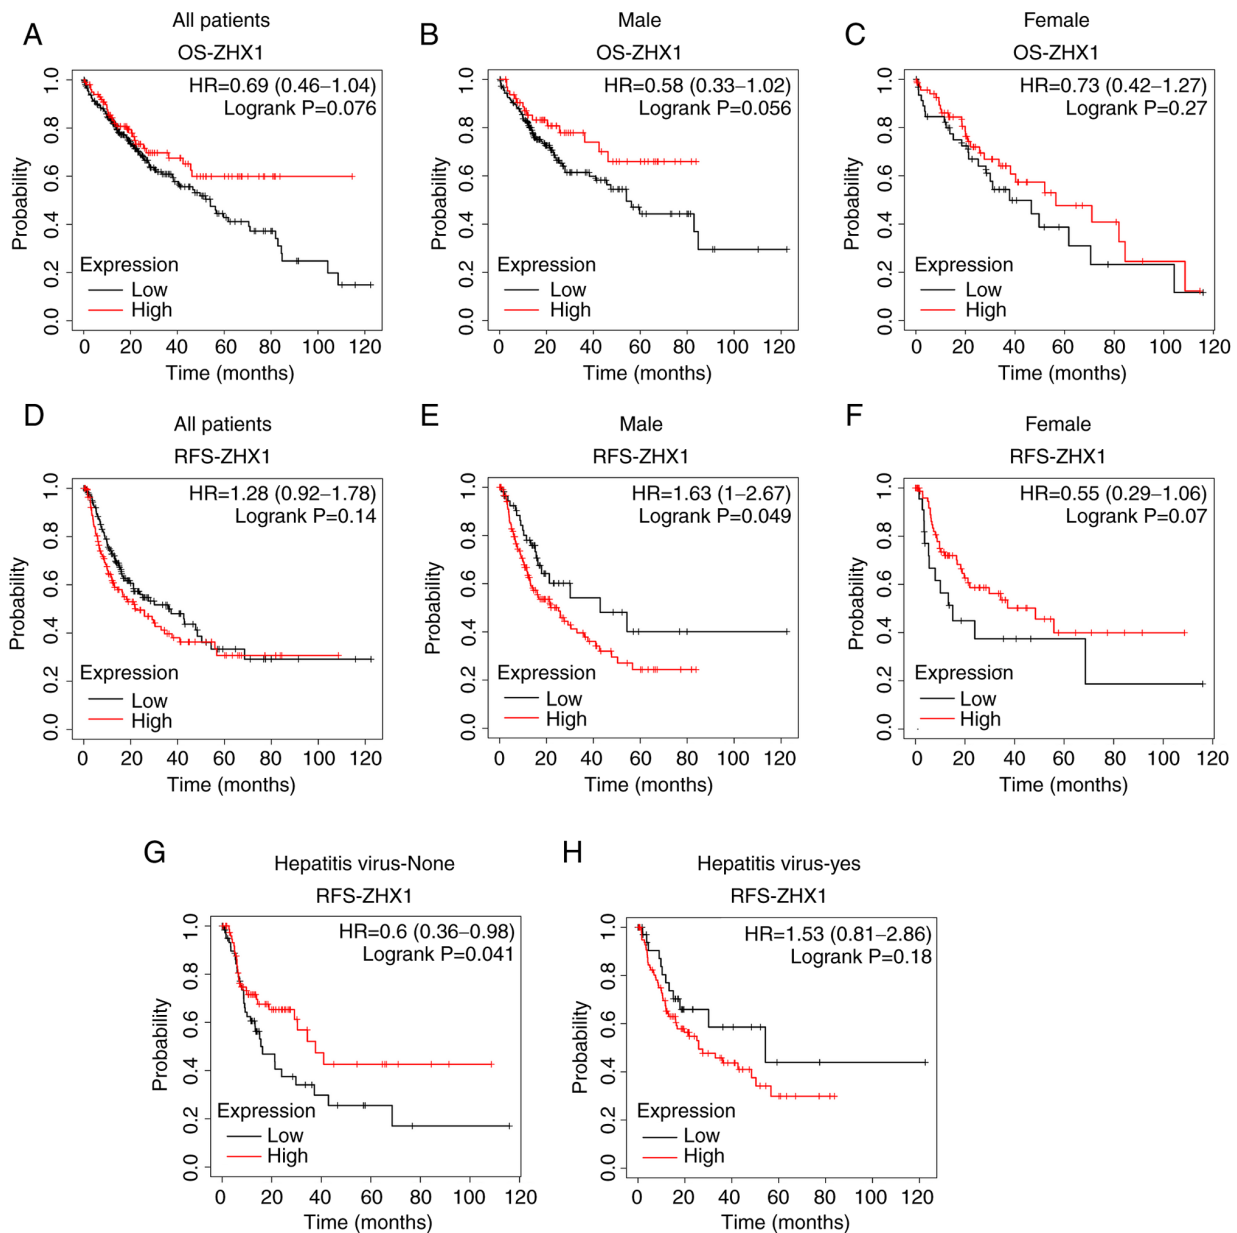 A
All patients
OS-ZHX1
HR=0.69 (0.46–1.04)
Logrank P=0.076
Probability
1.0
0.8
0.6
0.4
0.2
0.0
Expression
Low
High
0 20 40 60 80 100 120
Time (months)
B
Male
OS-ZHX1
HR=0.58 (0.33–1.02)
Logrank P=0.056
Probability
1.0
0.8
0.6
0.4
0.2
0.0
Expression
Low
High
0 20 40 60 80 100 120
Time (months)
C
Female
OS-ZHX1
HR=0.73 (0.42–1.27)
Logrank P=0.27
Probability
1.0
0.8
0.6
0.4
0.2
0.0
Expression
Low
High
0 20 40 60 80 100 120
Time (months)
D
All patients
RFS-ZHX1
HR=1.28 (0.92–1.78)
Logrank P=0.14
Probability
1.0
0.8
0.6
0.4
0.2
0.0
Expression
Low
High
0 20 40 60 80 100 120
Time (months)
E
Male
RFS-ZHX1
HR=1.63 (1–2.67)
Logrank P=0.049
Probability
1.0
0.8
0.6
0.4
0.2
0.0
Expression
Low
High
0 20 40 60 80 100 120
Time (months)
F
Female
RFS-ZHX1
HR=0.55 (0.29–1.06)
Logrank P=0.07
Probability
1.0
0.8
0.6
0.4
0.2
0.0
Expression
Low
High
0 20 40 60 80 100 120
Time (months)
G
Hepatitis virus-None
RFS-ZHX1
HR=0.6 (0.36–0.98)
Logrank P=0.041
Probability
1.0
0.8
0.6
0.4
0.2
0.0
Expression
Low
High
0 20 40 60 80 100 120
Time (months)
H
Hepatitis virus-yes
RFS-ZHX1
HR=1.53 (0.81–2.86)
Logrank P=0.18
Probability
1.0
0.8
0.6
0.4
0.2
0.0
Expression
Low
High
0 20 40 60 80 100 120
Time (months)